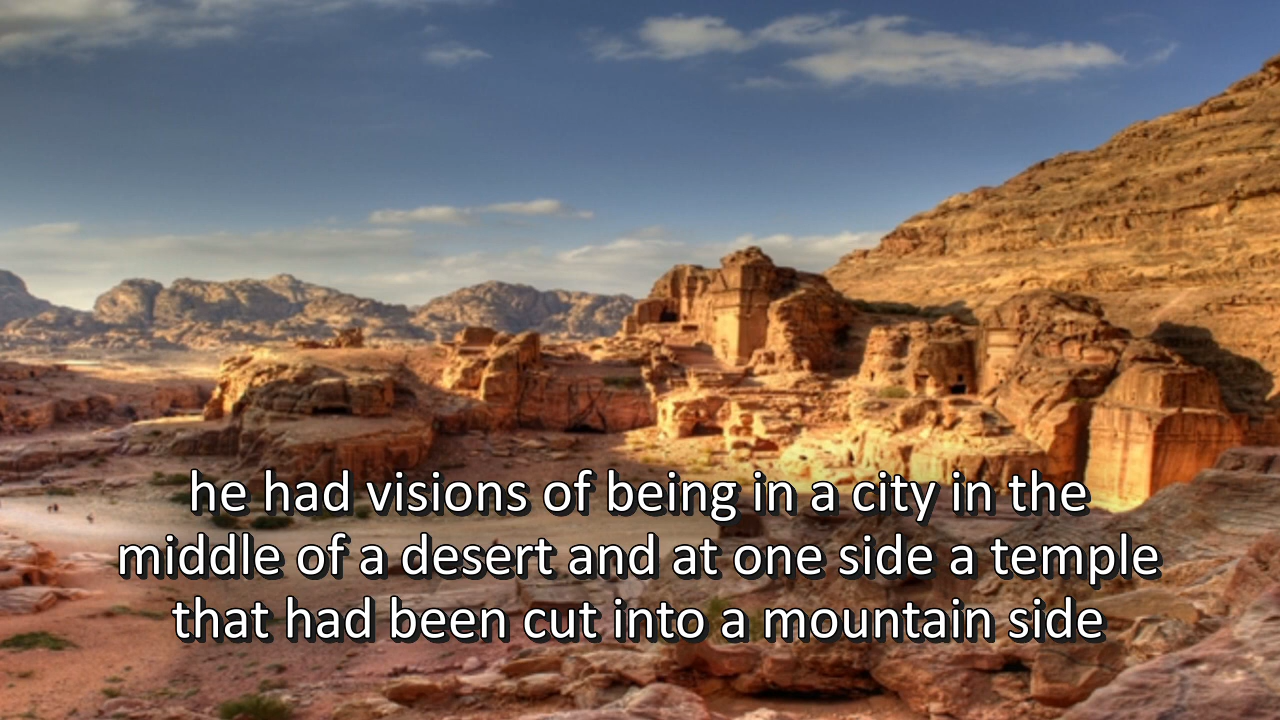 he had visions of being in a city in the
middle of a desert and at one side a temple
that had been cut into a mountain side